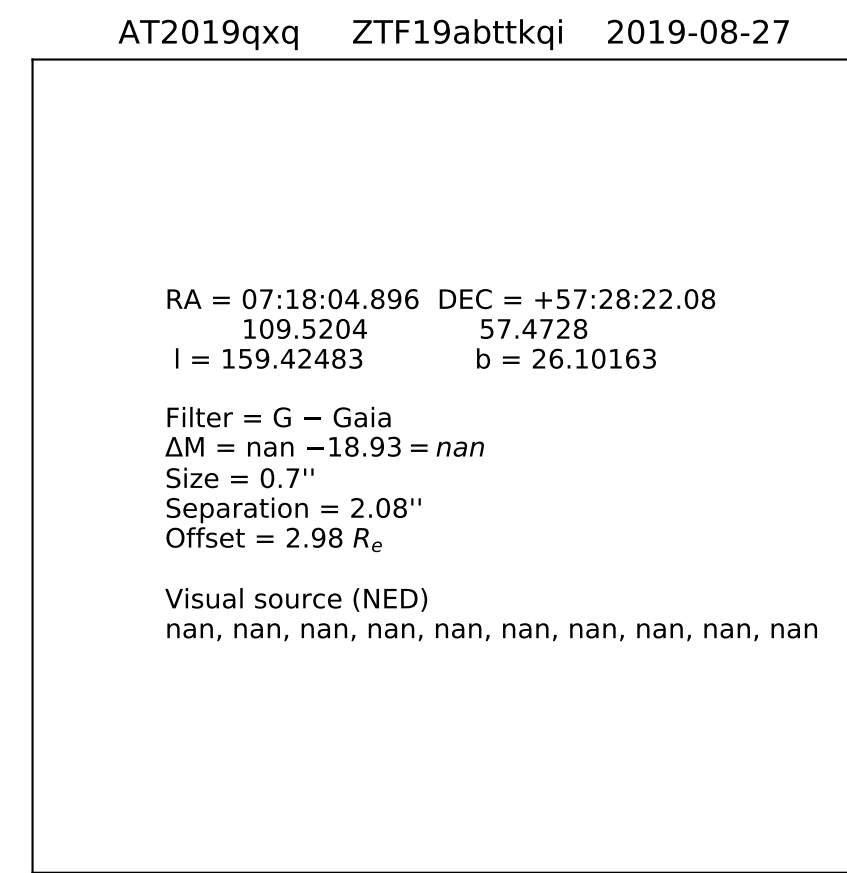 AT2019qxq ZTF19abttkqi 2019-08-27
RA = 07:18:04.896 DEC = +57:28:22.08
109.5204 57.4728
l = 159.42483 b = 26.10163
Filter = G − Gaia
ΔM = nan −18.93 = nan
Size = 0.7''
Separation = 2.08''
Offset = 2.98 Rₑ
Visual source (NED)
nan, nan, nan, nan, nan, nan, nan, nan, nan, nan